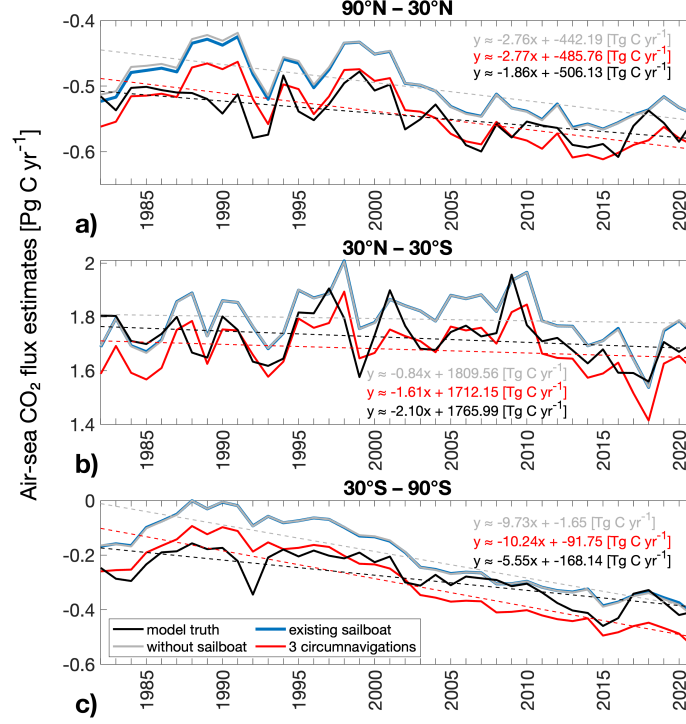 90°N – 30°N
-0.4
-0.5
-0.6
y ≈ -2.76x + -442.19 [Tg C yr⁻¹]
y ≈ -2.77x + -485.76 [Tg C yr⁻¹]
y ≈ -1.86x + -506.13 [Tg C yr⁻¹]
a)
1985
1990
1995
2000
2005
2010
2015
2020
Air-sea CO₂ flux estimates [Pg C yr⁻¹]
30°N – 30°S
2
1.8
1.6
1.4
y ≈ -0.84x + 1809.56 [Tg C yr⁻¹]
y ≈ -1.61x + 1712.15 [Tg C yr⁻¹]
y ≈ -2.10x + 1765.99 [Tg C yr⁻¹]
b)
1985
1990
1995
2000
2005
2010
2015
2020
30°S – 90°S
0
-0.2
-0.4
-0.6
y ≈ -9.73x + -1.65 [Tg C yr⁻¹]
y ≈ -10.24x + -91.75 [Tg C yr⁻¹]
y ≈ -5.55x + -168.14 [Tg C yr⁻¹]
model truth
existing sailboat
without sailboat
3 circumnavigations
c)
1985
1990
1995
2000
2005
2010
2015
2020